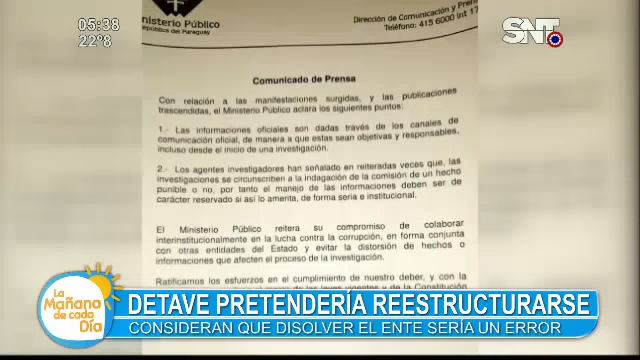 05:38
22°8
Ministerio Público
República del Paraguay
Dirección de Comunicación y Prensa
Teléfono: 415 6000 int 17
SNT
Comunicado de Prensa
Con relación a las manifestaciones surgidas, y las publicaciones
trascendidas, el Ministerio Público aclara los siguientes puntos:
1.- Las informaciones oficiales son dadas través de los canales de
comunicación oficial, de manera a que estas sean objetivas y responsables,
incluso desde el inicio de una investigación.
2.- Los agentes investigadores han señalado en reiteradas veces que, las
investigaciones se circunscriben a la indagación de la comisión de un hecho
punible o no, por tanto el manejo de las informaciones deben ser de
carácter reservado si así lo amerita, de forma seria e institucional.
El Ministerio Público reitera su compromiso de colaborar
interinstitucionalmente en la lucha contra la corrupción, en forma conjunta
con otras entidades del Estado y evitar la distorsión de hechos o
informaciones que afecten el proceso de la investigación.
Ratificamos los esfuerzos en el cumplimiento de nuestro deber, y con la
de las leyes vigentes y de la Constitución
La
Mañana
de cada
Día
DETAVE PRETENDERÍA REESTRUCTURARSE
CONSIDERAN QUE DISOLVER EL ENTE SERÍA UN ERROR